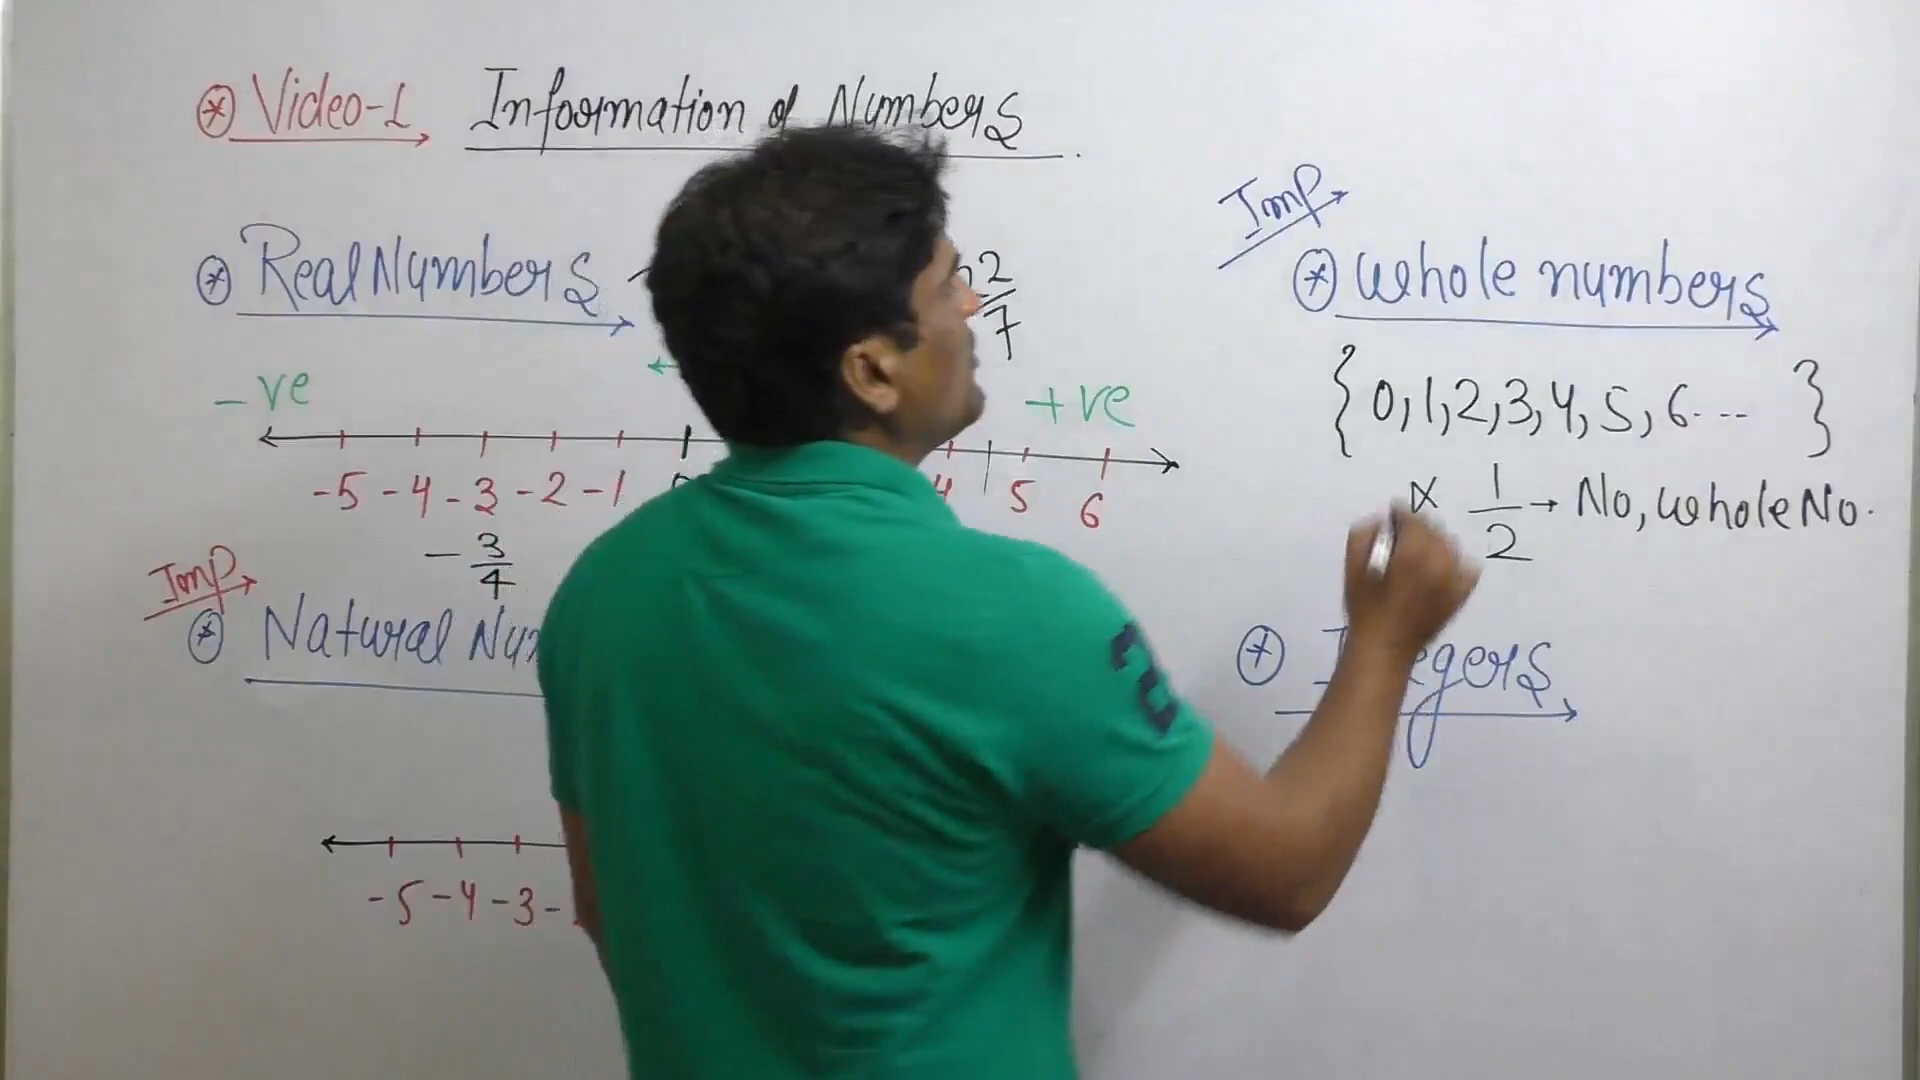 ⊛ Video-1 Information of Numbers
⊛ Real Numbers
22/7
-ve +ve
-5 -4 -3 -2 -1 0 4 5 6
-3/4
Imp
⊛ Natural Num
-5 -4 -3 -
Imp
⊛ Whole numbers
{0,1,2,3,4,5,6... }
× 1/2 → No, whole No.
⊛ Integers
2